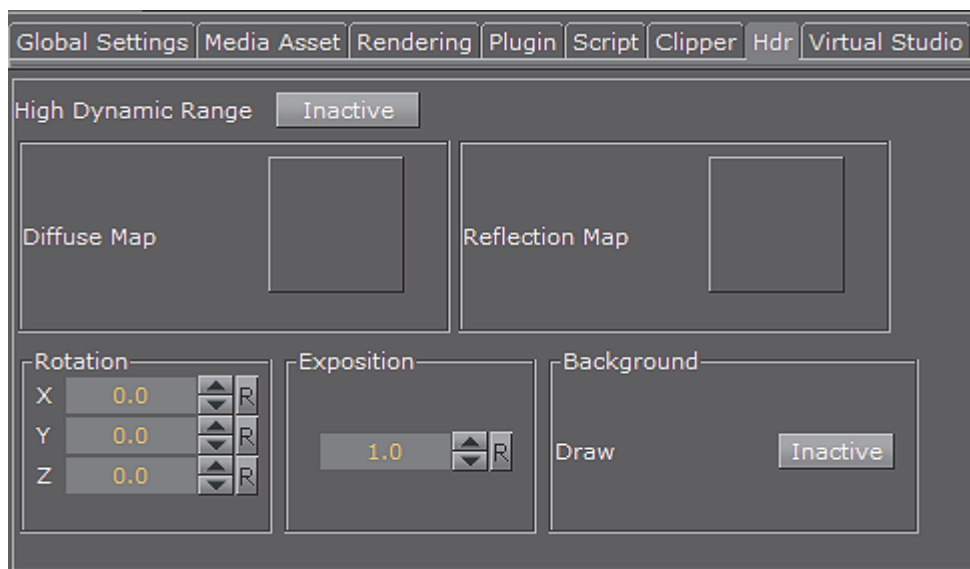 Global Settings Media Asset Rendering Plugin Script Clipper Hdr Virtual Studio
High Dynamic Range Inactive
Diffuse Map Reflection Map
Rotation Exposition Background
X 0.0 R
Y 0.0 R 1.0 R Draw Inactive
Z 0.0 R